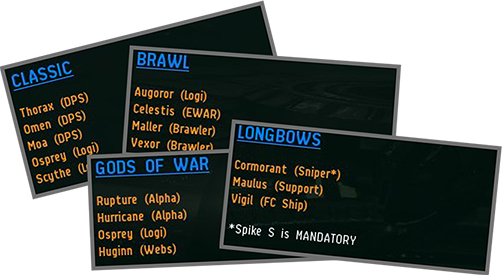 CLASSIC
Thorax (DPS)
Omen (DPS)
Moa (DPS)
Osprey (Logi)
Scythe (L
BRAWL
Augoror (Logi)
Celestis (EWAR)
Maller (Brawler)
Vexor (Brawler)
GODS OF WAR
Rupture (Alpha)
Hurricane (Alpha)
Osprey (Logi)
Huginn (Webs)
LONGBOWS
Cormorant (Sniper*)
Maulus (Support)
Vigil (FC Ship)
*Spike S is MANDATORY